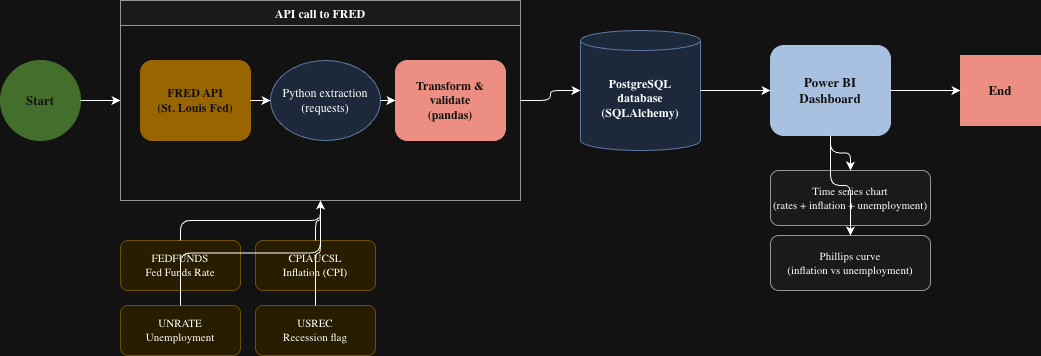 API call to FRED
Start
FRED API
(St. Louis Fed)
Python extraction
(requests)
Transform &
validate
(pandas)
PostgreSQL
database
(SQLAlchemy)
Power BI
Dashboard
End
Time series chart
(rates + inflation + unemployment)
Phillips curve
(inflation vs unemployment)
FEDFUNDS
Fed Funds Rate
CPIAUCSL
Inflation (CPI)
UNRATE
Unemployment
USREC
Recession flag